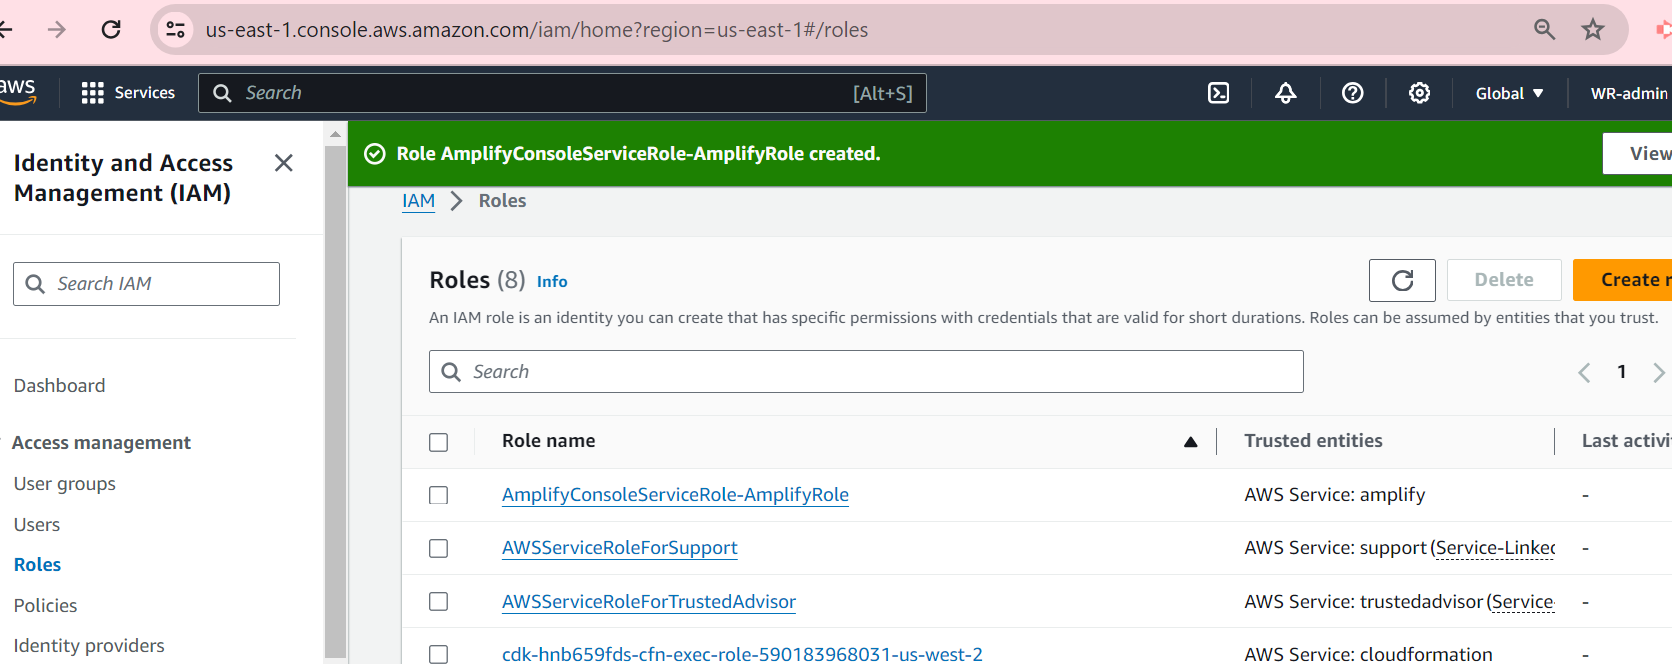 us-east-1.console.aws.amazon.com/iam/home?region=us-east-1#/roles
aws
Services
Search
[Alt+S]
Global
WR-admin
Identity and Access
Management (IAM)
Role AmplifyConsoleServiceRole-AmplifyRole created.
View
IAM
Roles
Search IAM
Roles (8) Info
Delete
Create r
An IAM role is an identity you can create that has specific permissions with credentials that are valid for short durations. Roles can be assumed by entities that you trust.
Search
1
Dashboard
Access management
User groups
Users
Roles
Policies
Identity providers
Role name
Trusted entities
Last activi
AmplifyConsoleServiceRole-AmplifyRole
AWS Service: amplify
-
AWSServiceRoleForSupport
AWS Service: support (Service-Linked
-
AWSServiceRoleForTrustedAdvisor
AWS Service: trustedadvisor (Service-
-
cdk-hnb659fds-cfn-exec-role-590183968031-us-west-2
AWS Service: cloudformation
-